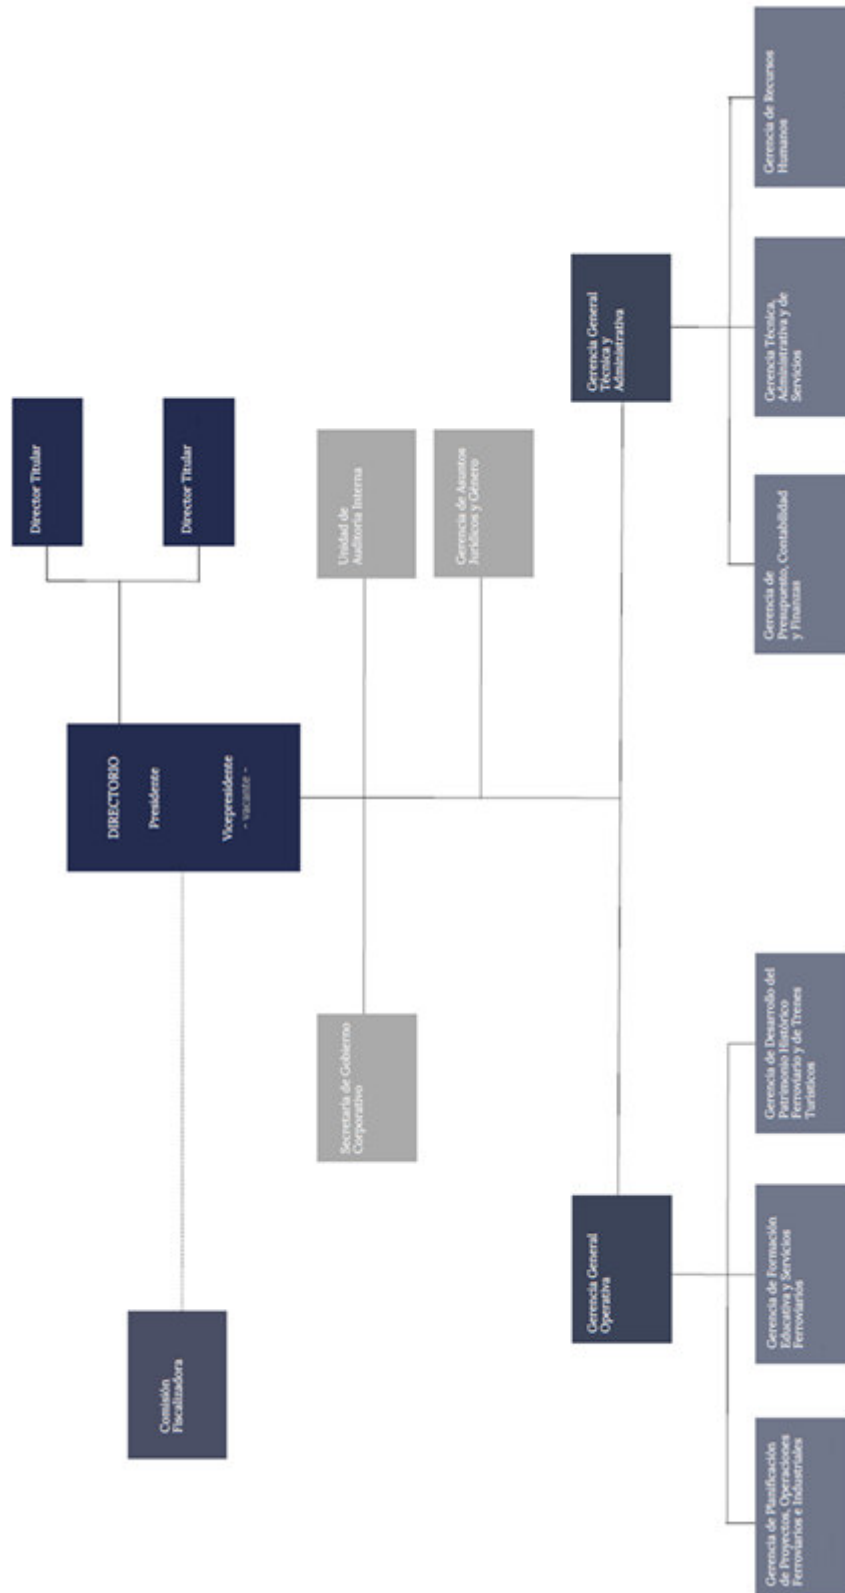 Director Titular
Director Titular
DIRECTORIO
Presidente
Vicepresidente
- vacante -
Comisión
Fiscalizadora
Secretaría de Gobierno
Corporativo
Unidad de
Auditoría Interna
Gerencia de Asuntos
Jurídicos y Género
Gerencia General
Operativa
Gerencia General
Técnica y
Administrativa
Gerencia de Planificación
de Proyectos, Operaciones
Ferroviarios e Industriales
Gerencia de Formación
Educativa y Servicios
Ferroviarios
Gerencia de Desarrollo del
Patrimonio Histórico
Ferroviario y de Trenes
Turísticos
Gerencia de
Presupuesto, Contabilidad
y Finanzas
Gerencia Técnica,
Administrativa y de
Servicios
Gerencia de Recursos
Humanos